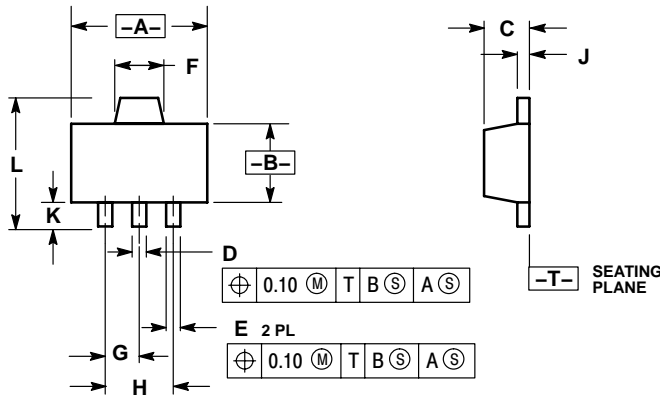 –A–
C
F
J
L
–B–
K
D
⌖ 0.10 Ⓜ T B Ⓢ A Ⓢ
–T– SEATING
PLANE
E 2 PL
G
⌖ 0.10 Ⓜ T B Ⓢ A Ⓢ
H